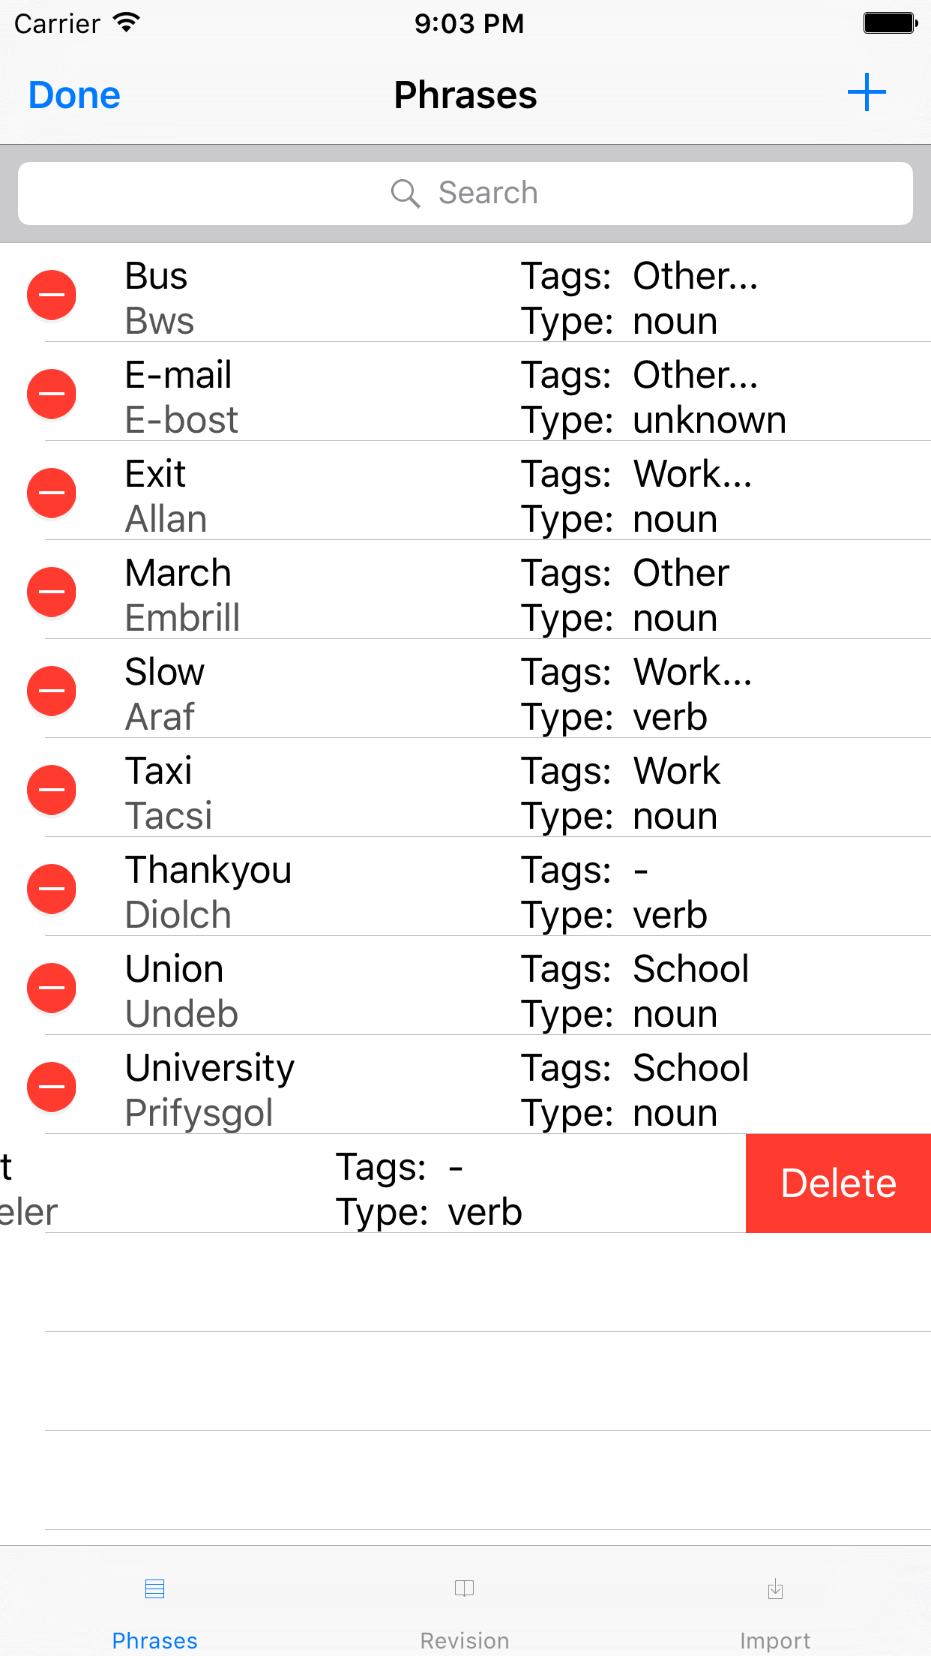 Carrier 9:03 PM
Done Phrases
Search
Bus Tags: Other...
Bws Type: noun
E-mail Tags: Other...
E-bost Type: unknown
Exit Tags: Work...
Allan Type: noun
March Tags: Other
Embrill Type: noun
Slow Tags: Work...
Araf Type: verb
Taxi Tags: Work
Tacsi Type: noun
Thankyou Tags: -
Diolch Type: verb
Union Tags: School
Undeb Type: noun
University Tags: School
Prifysgol Type: noun
t Tags: -
eler Type: verb
Delete
Phrases Revision Import